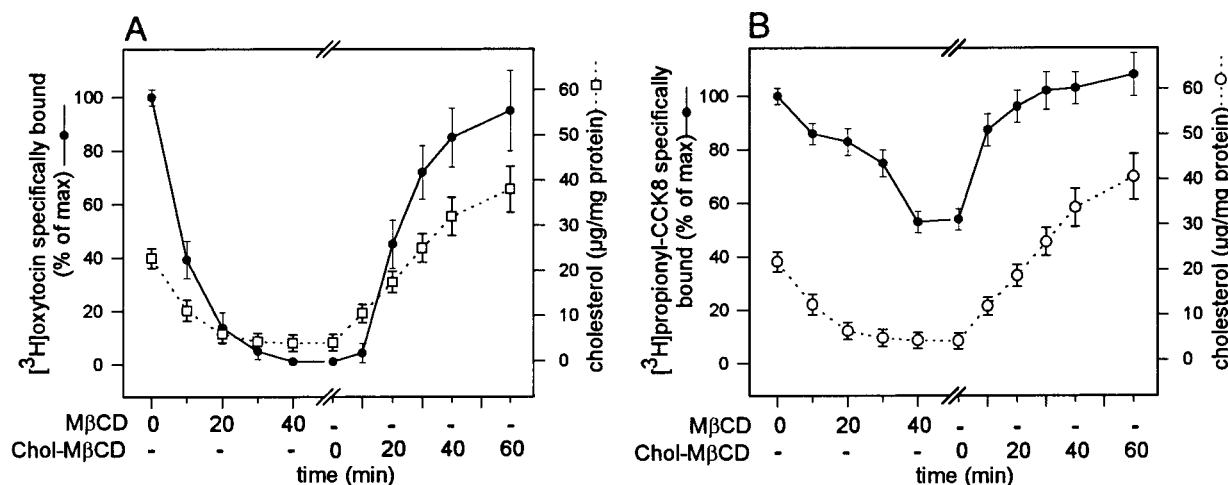 A
[³H]oxytocin specifically bound
(% of max)
100
80
60
40
20
0
60
50
40
30
20
10
0
cholesterol (µg/mg protein)
MβCD 0 20 40 - - - -
Chol-MβCD - - - 0 20 40 60
time (min)
B
[³H]propionyl-CCK8 specifically
bound (% of max)
100
80
60
40
20
0
60
50
40
30
20
10
0
cholesterol (µg/mg protein)
MβCD 0 20 40 - - - -
Chol-MβCD - - - 0 20 40 60
time (min)